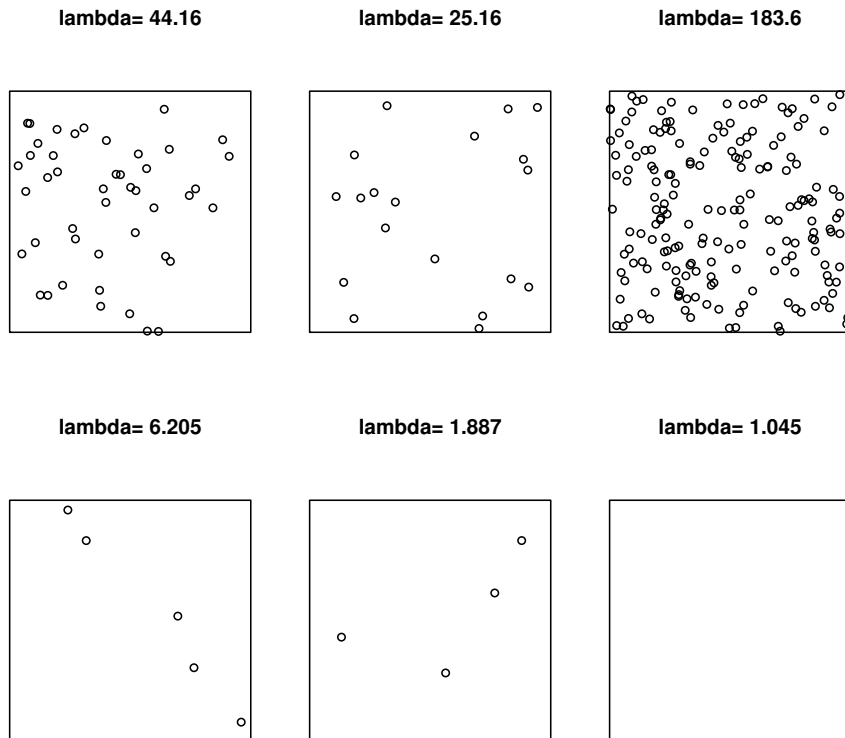 lambda= 44.16
lambda= 25.16
lambda= 183.6
lambda= 6.205
lambda= 1.887
lambda= 1.045